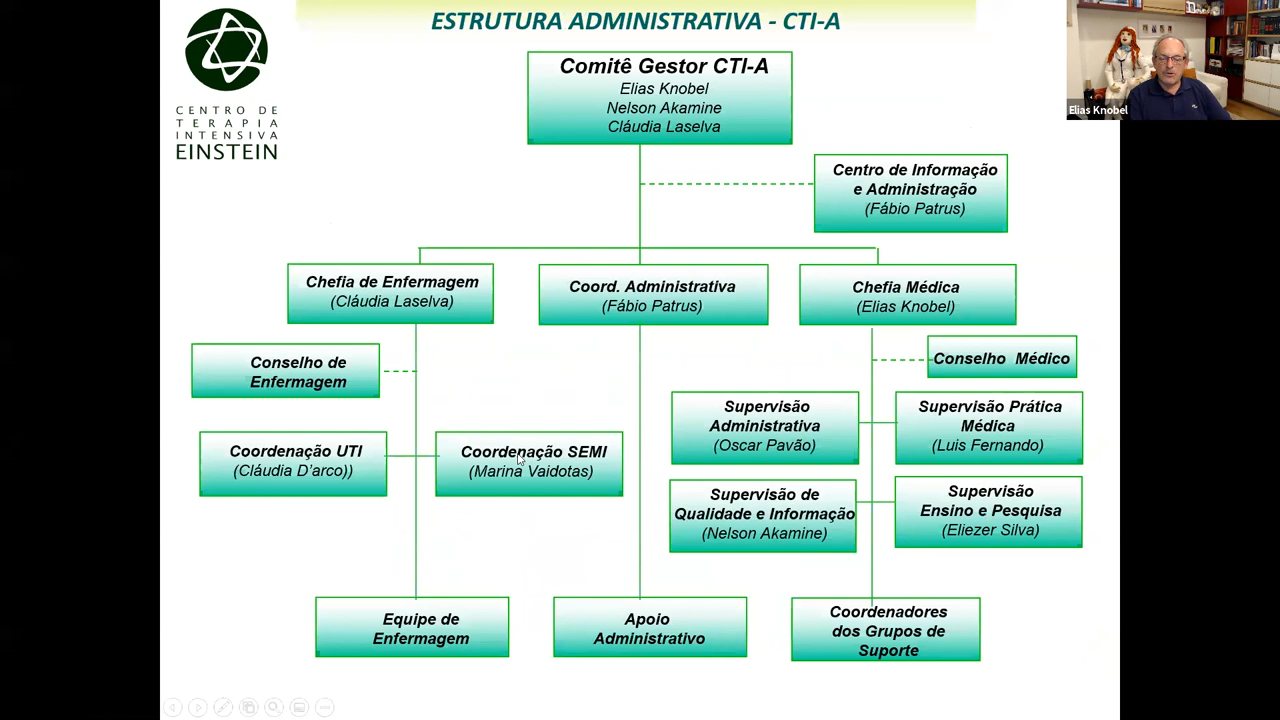 ESTRUTURA ADMINISTRATIVA - CTI-A
CENTRO DE
TERAPIA
INTENSIVA
EINSTEIN
Elias Knobel
Comitê Gestor CTI-A
Elias Knobel
Nelson Akamine
Cláudia Laselva
Centro de Informação
e Administração
(Fábio Patrus)
Chefia de Enfermagem
(Cláudia Laselva)
Coord. Administrativa
(Fábio Patrus)
Chefia Médica
(Elias Knobel)
Conselho de
Enfermagem
Conselho Médico
Supervisão
Administrativa
(Oscar Pavão)
Supervisão Prática
Médica
(Luis Fernando)
Coordenação UTI
(Cláudia D'arco))
Coordenação SEMI
(Marina Vaidotas)
Supervisão de
Qualidade e Informação
(Nelson Akamine)
Supervisão
Ensino e Pesquisa
(Eliezer Silva)
Equipe de
Enfermagem
Apoio
Administrativo
Coordenadores
dos Grupos de
Suporte